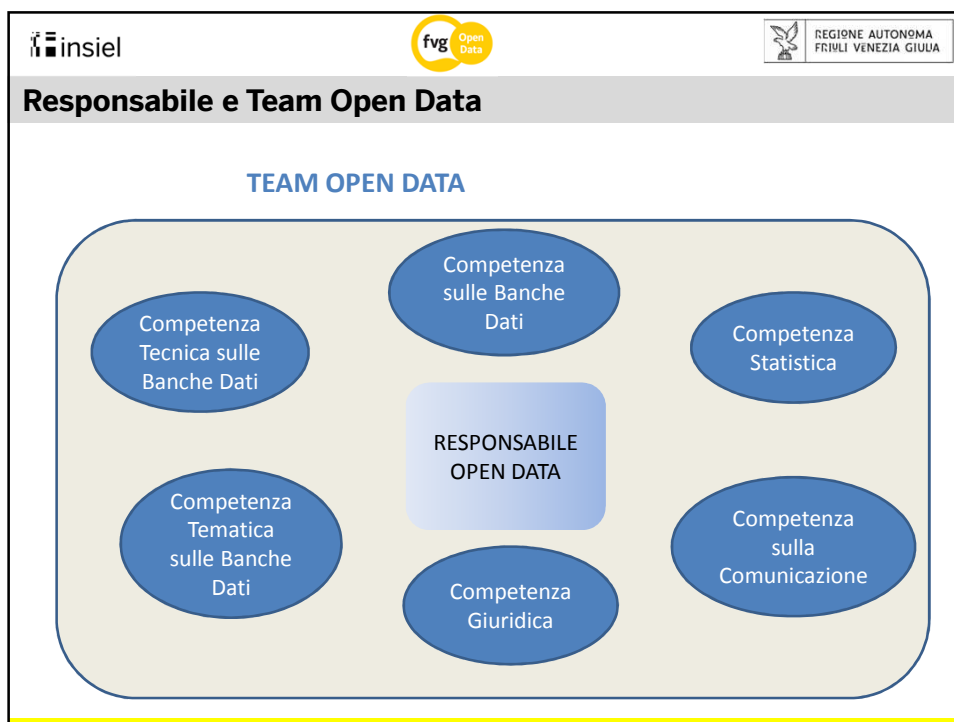 insiel
fvg
Open
Data
REGIONE AUTONOMA
FRIULI VENEZIA GIULIA
Responsabile e Team Open Data
TEAM OPEN DATA
Competenza
sulle Banche
Dati
Competenza
Tecnica sulle
Banche Dati
Competenza
Statistica
RESPONSABILE
OPEN DATA
Competenza
Tematica
sulle Banche
Dati
Competenza
sulla
Comunicazione
Competenza
Giuridica